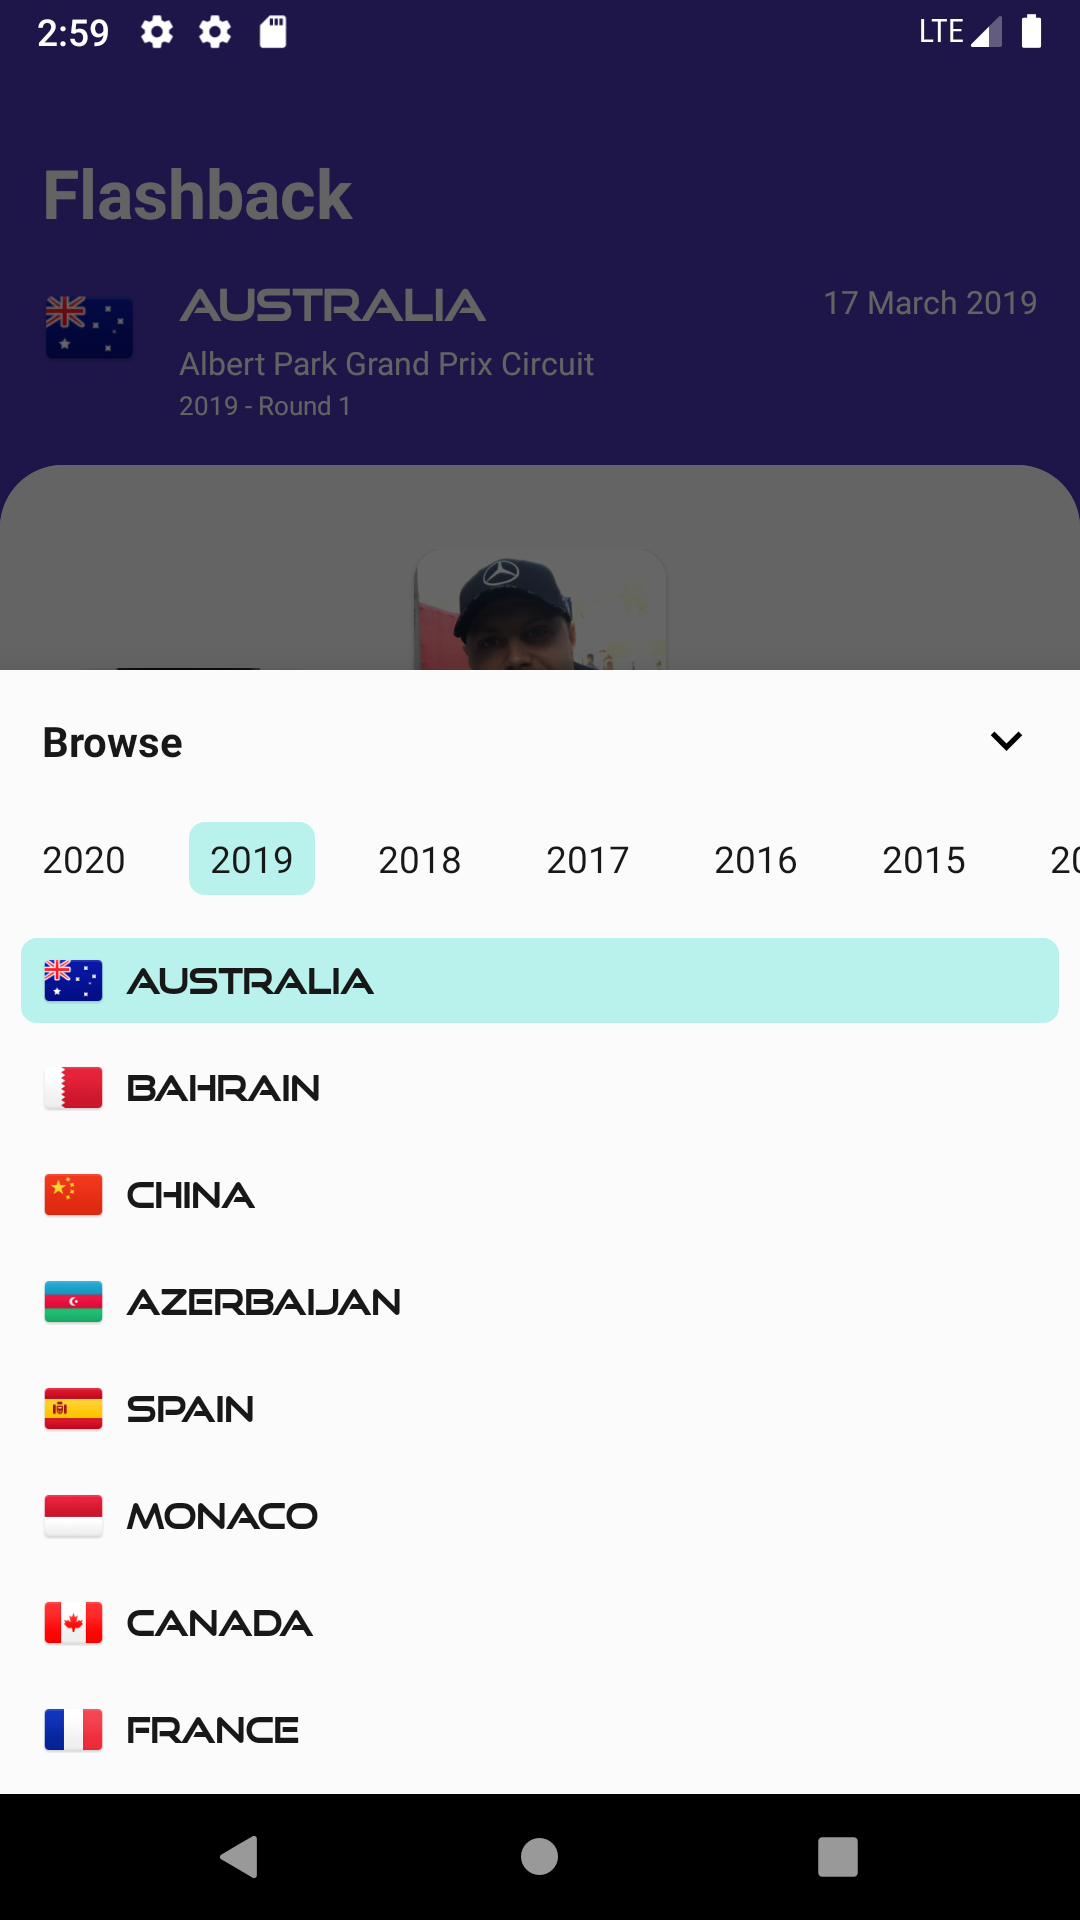 2:59
LTE
Flashback
AUSTRALIA
17 March 2019
Albert Park Grand Prix Circuit
2019 - Round 1
Browse
2020 2019 2018 2017 2016 2015
AUSTRALIA
BAHRAIN
CHINA
AZERBAIJAN
SPAIN
MONACO
CANADA
FRANCE